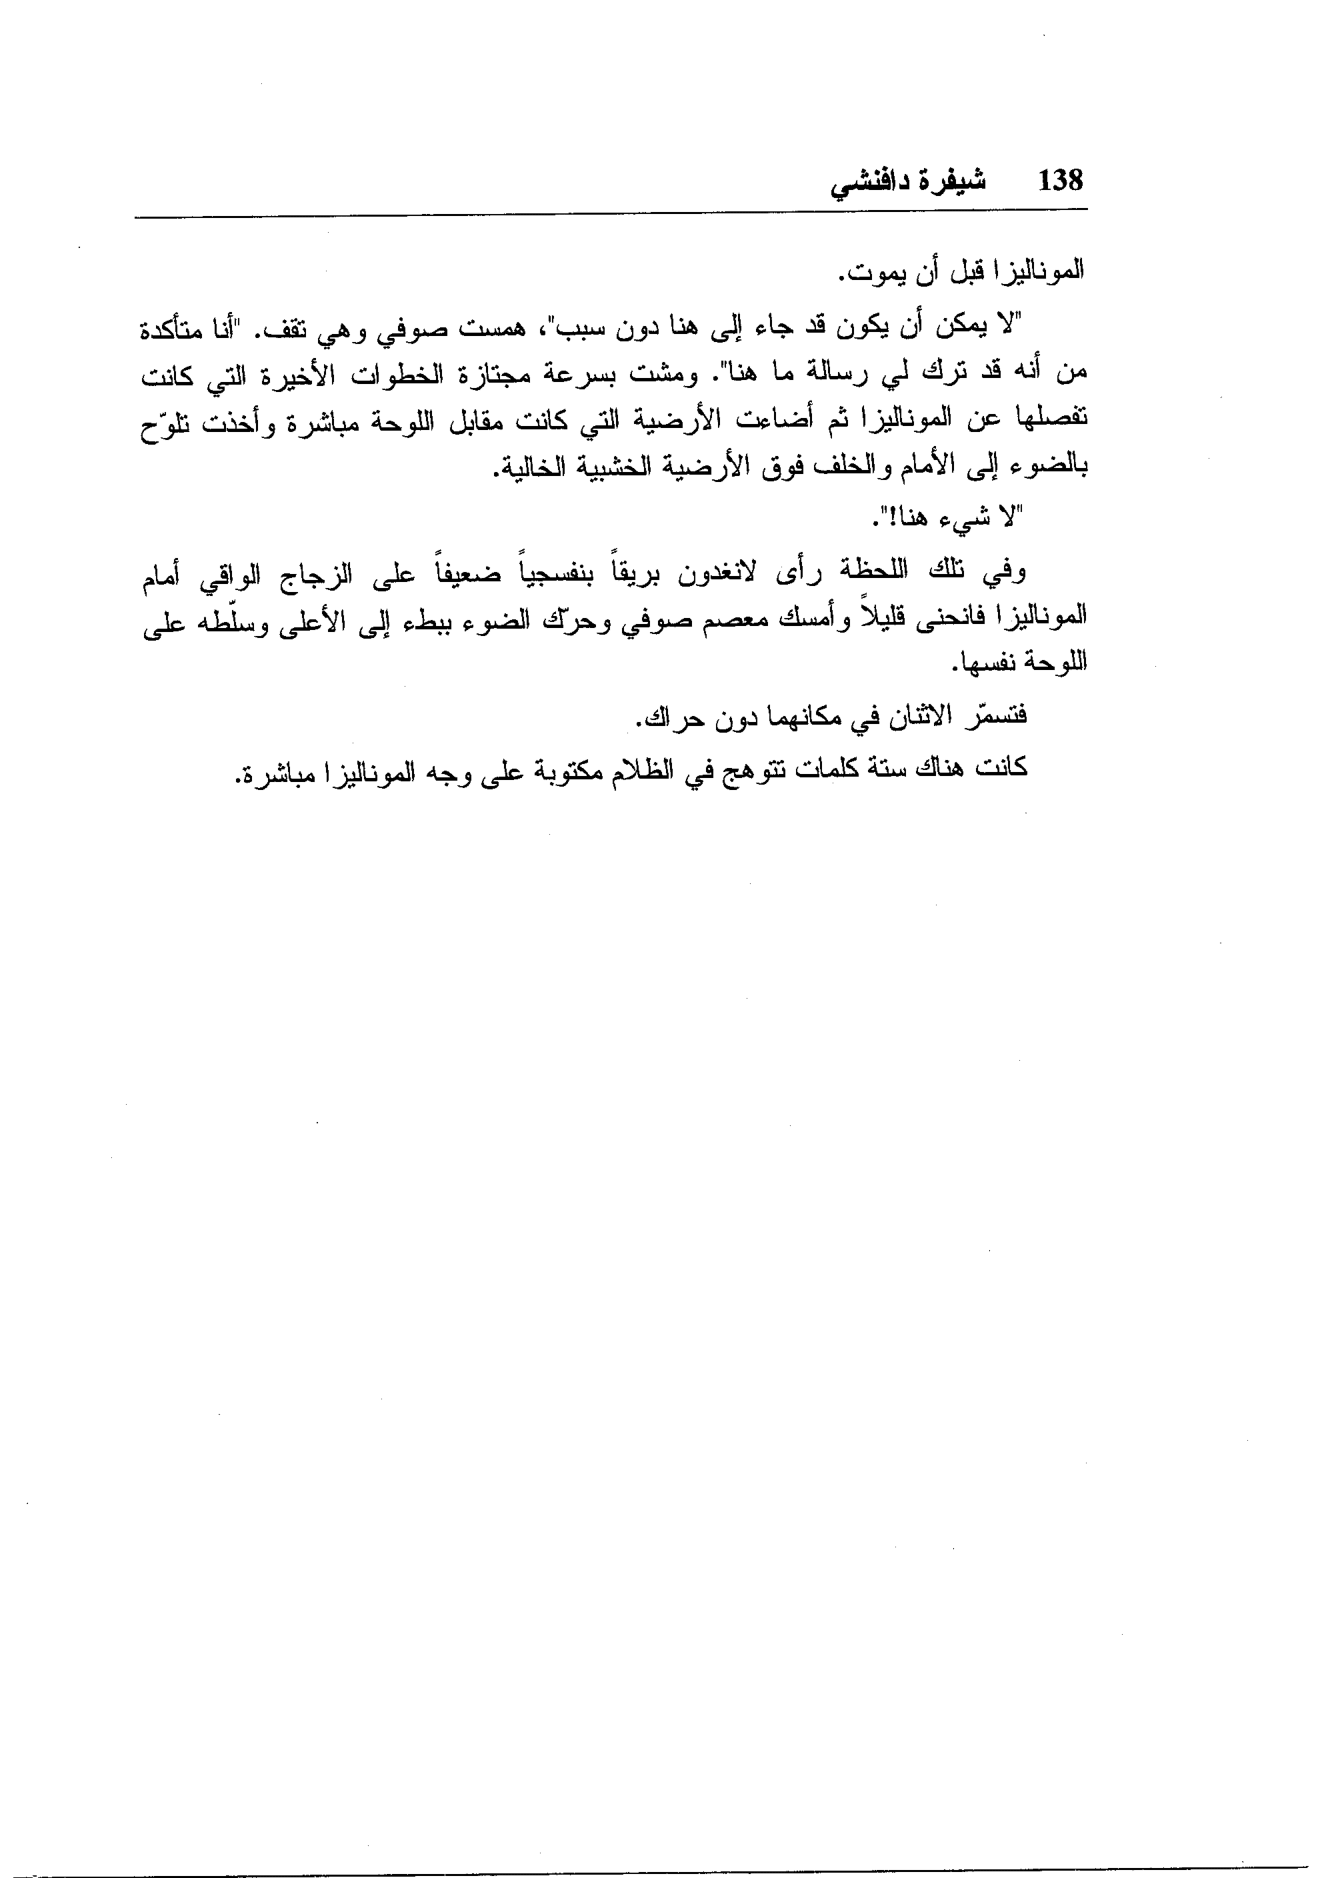 138 شيفرة دافنشي
الموناليزا قبل أن يموت.
"لا يمكن أن يكون قد جاء إلى هنا دون سبب"، همست صوفي وهي تقف. "أنا متأكدة
من أنه قد ترك لي رسالة ما هنا". ومشت بسرعة مجتازة الخطوات الأخيرة التي كانت
تفصلها عن الموناليزا ثم أضاءت الأرضية التي كانت مقابل اللوحة مباشرة وأخذت تلوّح
بالضوء إلى الأمام والخلف فوق الأرضية الخشبية الخالية.
"لا شيء هنا!".
وفي تلك اللحظة رأى لانغدون بريقاً بنفسجياً ضعيفاً على الزجاج الواقي أمام
الموناليزا فانحنى قليلاً وأمسك معصم صوفي وحرّك الضوء ببطء إلى الأعلى وسلّطه على
اللوحة نفسها.
فتسمّر الاثنان في مكانهما دون حراك.
كانت هناك ستة كلمات تتوهج في الظلام مكتوبة على وجه الموناليزا مباشرة.